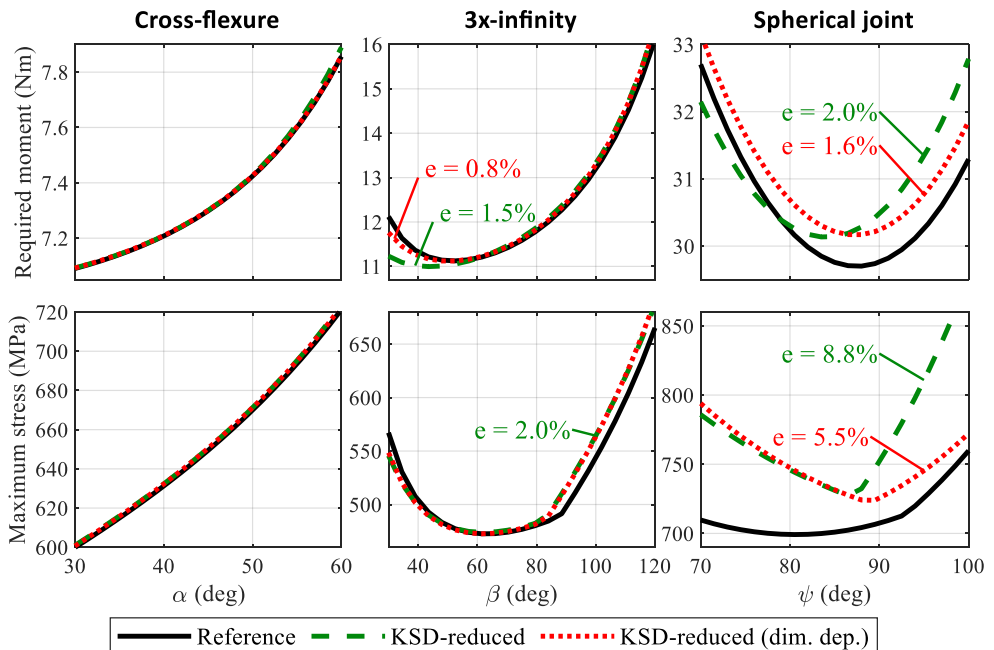 Cross-flexure
3x-infinity
Spherical joint
Required moment (Nm)
7.8
7.6
7.4
7.2
16
15
14
13
12
11
e = 0.8%
e = 1.5%
33
32
31
30
e = 2.0%
e = 1.6%
Maximum stress (MPa)
720
700
680
660
640
620
600
30
40
50
60
α (deg)
650
600
550
500
e = 2.0%
40
60
80
100
120
β (deg)
850
800
750
700
e = 8.8%
e = 5.5%
70
80
90
100
ψ (deg)
Reference
KSD-reduced
KSD-reduced (dim. dep.)